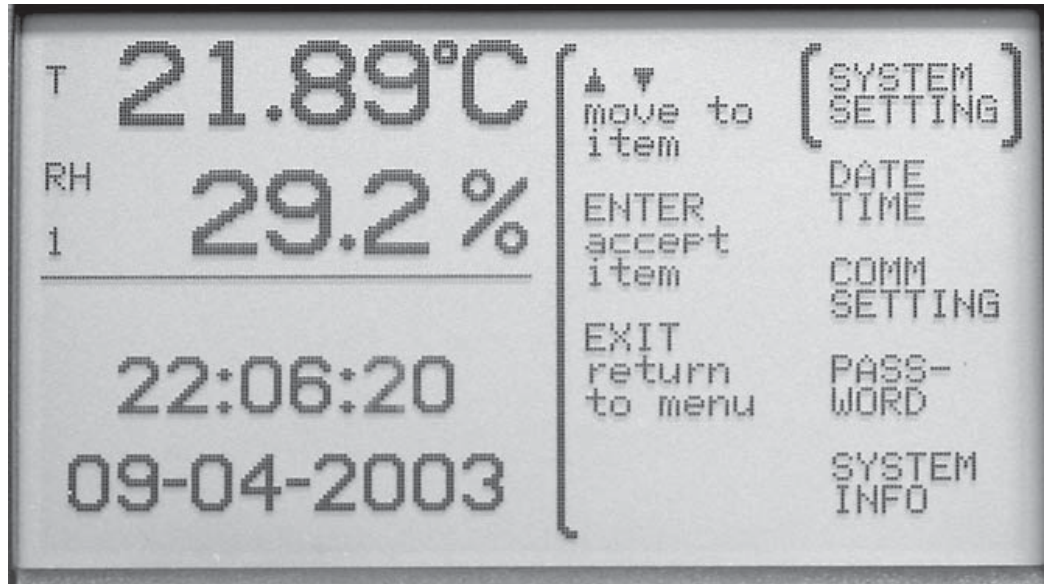 T 21.89°C
RH
1 29.2 %
22:06:20
09-04-2003
▲ ▼
move to
item
ENTER
accept
item
EXIT
return
to menu
SYSTEM
SETTING
DATE
TIME
COMM
SETTING
PASS-
WORD
SYSTEM
INFO